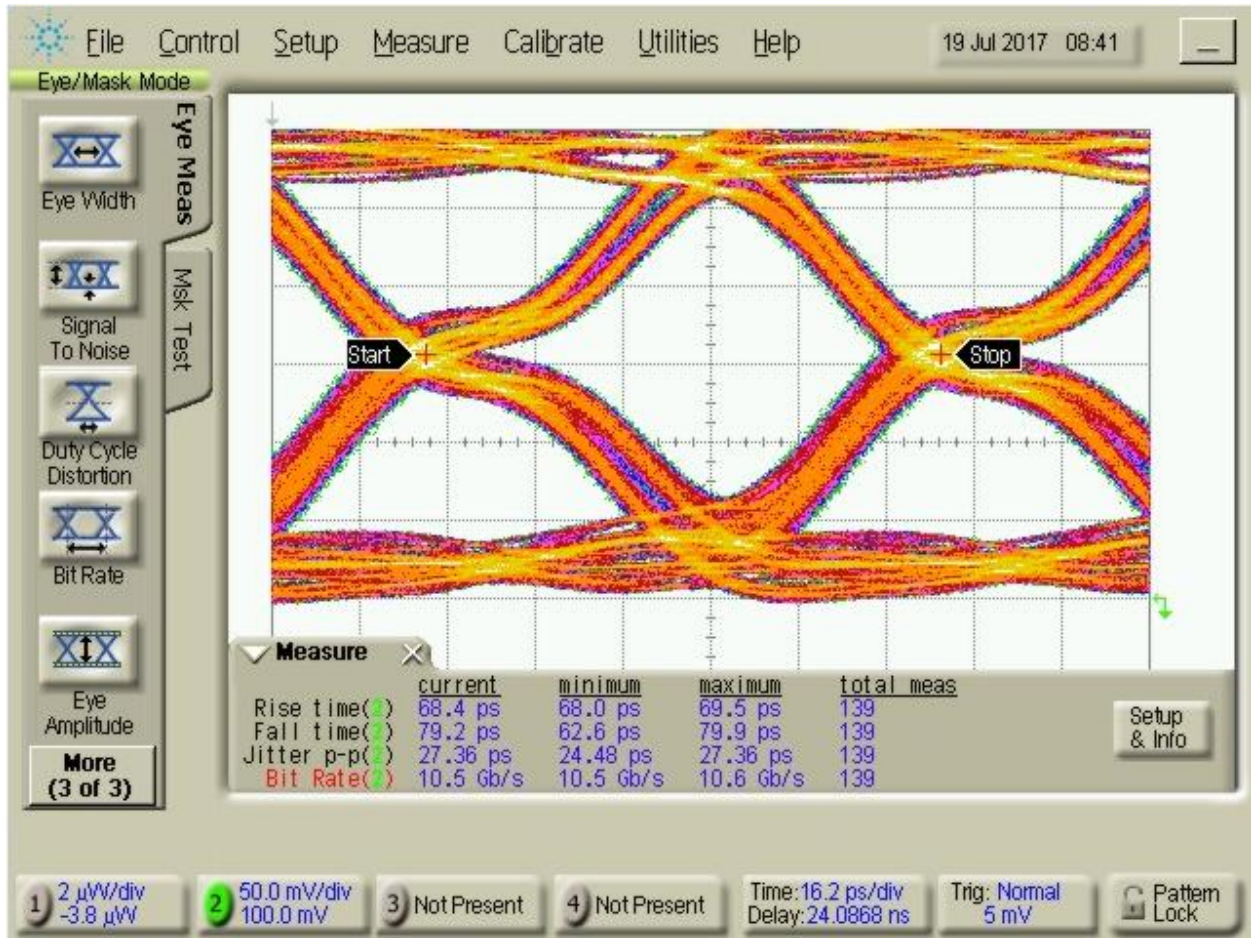 File Control Setup Measure Calibrate Utilities Help 19 Jul 2017 08:41
Eye/Mask Mode
Eye Meas
Msk Test
Eye Width
Signal
To Noise
Duty Cycle
Distortion
Bit Rate
Eye
Amplitude
More
(3 of 3)
Start
Stop
Measure
current minimum maximum total meas
Rise time(2) 68.4 ps 68.0 ps 69.5 ps 139
Fall time(2) 79.2 ps 62.6 ps 79.9 ps 139
Jitter p-p(2) 27.36 ps 24.48 ps 27.36 ps 139
Bit Rate(2) 10.5 Gb/s 10.5 Gb/s 10.6 Gb/s 139
Setup
& Info
1 2 µW/div
-3.8 µW
2 50.0 mV/div
100.0 mV
3 Not Present
4 Not Present
Time:16.2 ps/div
Delay:24.0868 ns
Trig: Normal
5 mV
Pattern
Lock